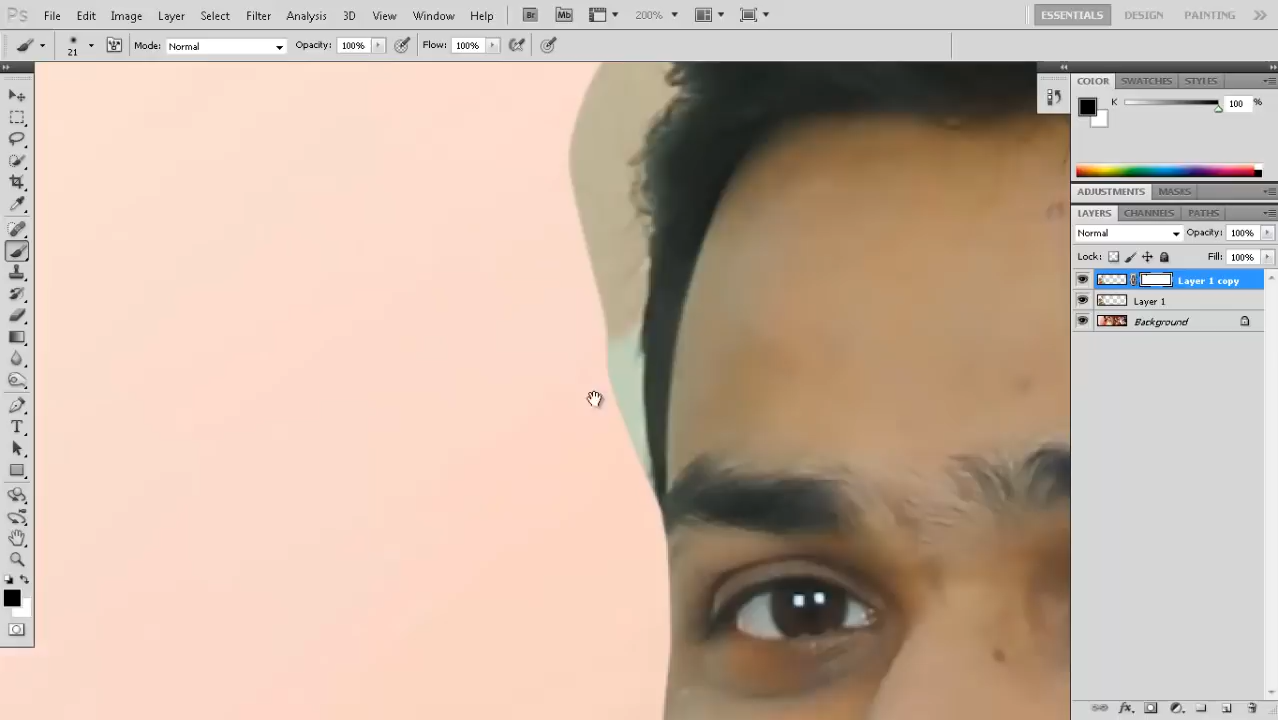 Ps File Edit Image Layer Select Filter Analysis 3D View Window Help Br Mb 200% ESSENTIALS DESIGN PAINTING
21 Mode: Normal Opacity: 100% Flow: 100%
COLOR SWATCHES STYLES
K 100 %
ADJUSTMENTS MASKS
LAYERS CHANNELS PATHS
Normal Opacity: 100%
Lock: Fill: 100%
Layer 1 copy
Layer 1
Background